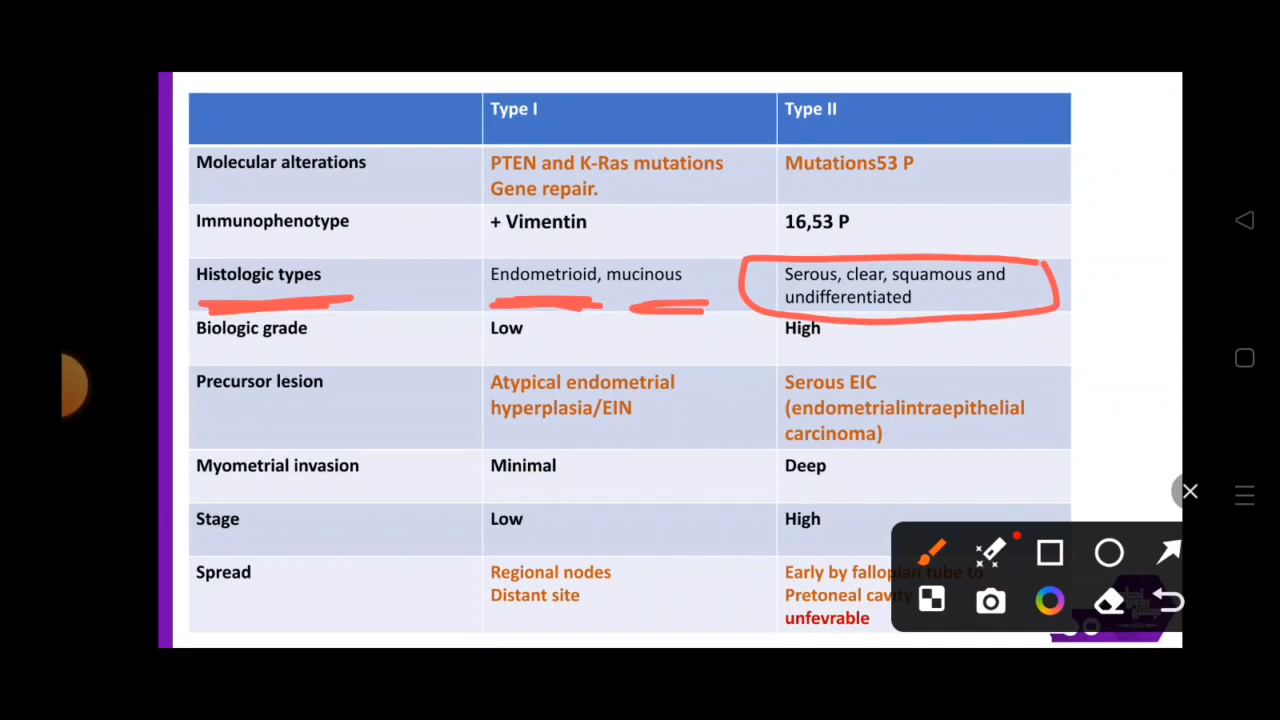 Type I
Type II
Molecular alterations
PTEN and K-Ras mutations
Gene repair.
Mutations53 P
Immunophenotype
+ Vimentin
16,53 P
Histologic types
Endometrioid, mucinous
Serous, clear, squamous and
undifferentiated
Biologic grade
Low
High
Precursor lesion
Atypical endometrial
hyperplasia/EIN
Serous EIC
(endometrialintraepithelial
carcinoma)
Myometrial invasion
Minimal
Deep
Stage
Low
High
Spread
Regional nodes
Distant site
Early by fallopian tube to
Pretoneal cavity
unfevrable